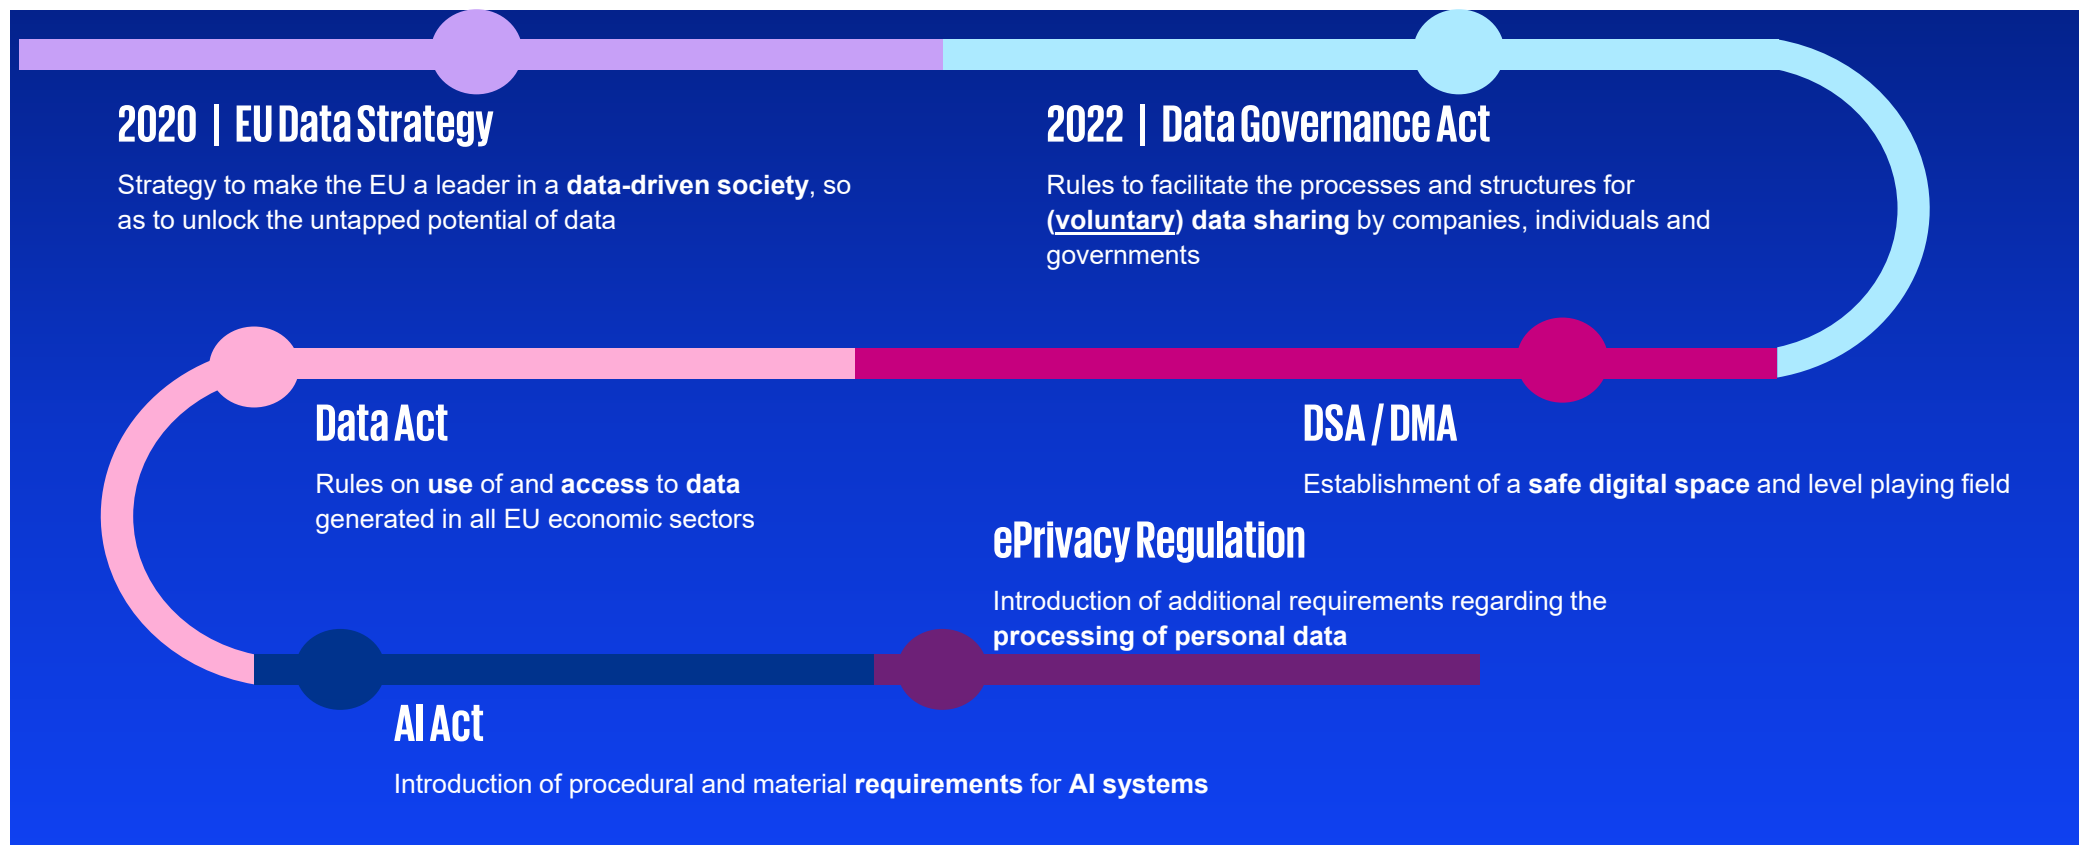 2020 | EU Data Strategy
Strategy to make the EU a leader in a data-driven society, so
as to unlock the untapped potential of data
2022 | Data Governance Act
Rules to facilitate the processes and structures for
(voluntary) data sharing by companies, individuals and
governments
DSA / DMA
Establishment of a safe digital space and level playing field
Data Act
Rules on use of and access to data
generated in all EU economic sectors
AI Act
Introduction of procedural and material requirements for AI systems
ePrivacy Regulation
Introduction of additional requirements regarding the
processing of personal data